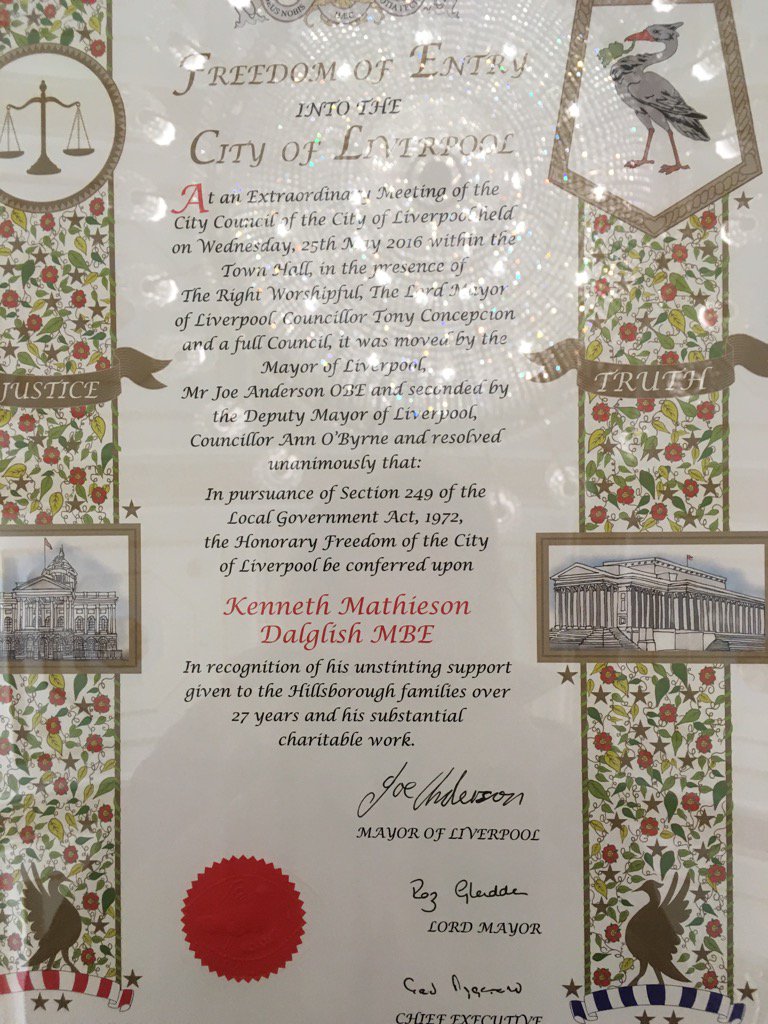 FREEDOM OF ENTRY
INTO THE
CITY OF LIVERPOOL
At an Extraordinary Meeting of the
City Council of the City of Liverpool held
on Wednesday, 25th May 2016 within the
Town Hall, in the presence of
The Right Worshipful, The Lord Mayor
of Liverpool Councillor Tony Concepcion
and a full Council, it was moved by the
Mayor of Liverpool,
Mr Joe Anderson OBE and seconded by
the Deputy Mayor of Liverpool,
Councillor Ann O'Byrne and resolved
unanimously that:
JUSTICE
TRUTH
In pursuance of Section 249 of the
Local Government Act, 1972,
the Honorary Freedom of the City
of Liverpool be conferred upon
Kenneth Mathieson
Dalglish MBE
In recognition of his unstinting support
given to the Hillsborough families over
27 years and his substantial
charitable work.
Joe Anderson
MAYOR OF LIVERPOOL
Roz Gladden
LORD MAYOR
CHIEF EXECUTIVE